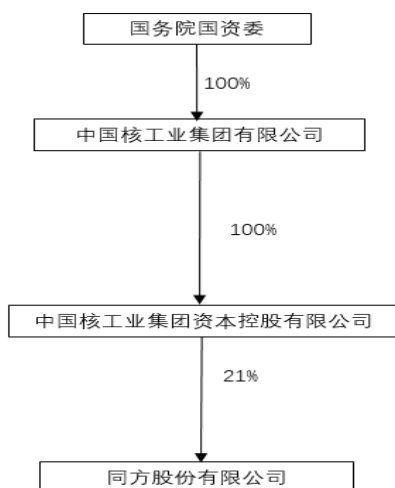 国务院国资委
100%
中国核工业集团有限公司
100%
中国核工业集团资本控股有限公司
21%
同方股份有限公司